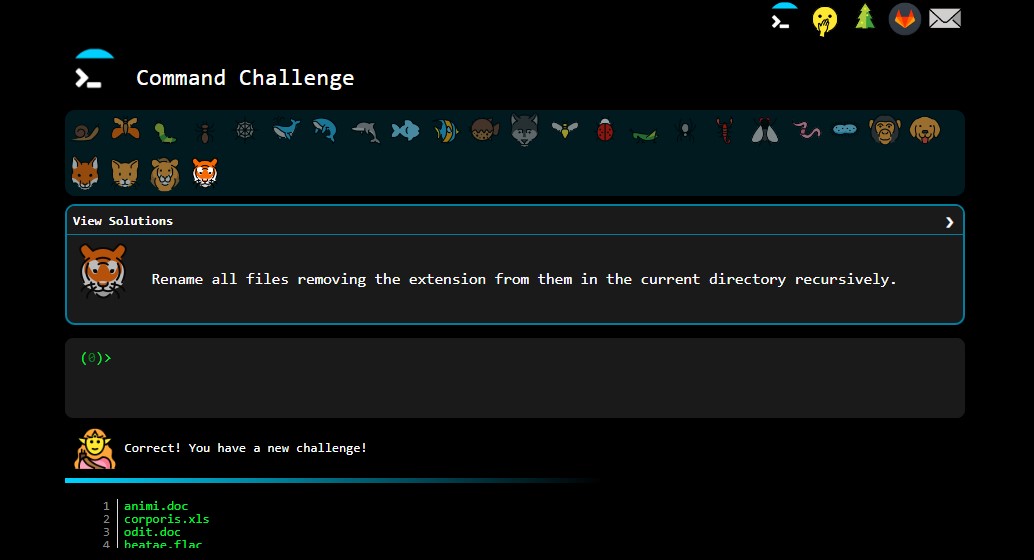 Command Challenge
View Solutions
Rename all files removing the extension from them in the current directory recursively.
(0)>
Correct! You have a new challenge!
1 animi.doc
2 corporis.xls
3 odit.doc
4 beatae.flac